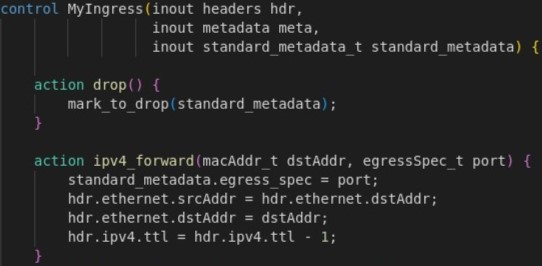 control MyIngress(inout headers hdr,
                  inout metadata meta,
                  inout standard_metadata_t standard_metadata) {
    action drop() {
        mark_to_drop(standard_metadata);
    }
    action ipv4_forward(macAddr_t dstAddr, egressSpec_t port) {
        standard_metadata.egress_spec = port;
        hdr.ethernet.srcAddr = hdr.ethernet.dstAddr;
        hdr.ethernet.dstAddr = dstAddr;
        hdr.ipv4.ttl = hdr.ipv4.ttl - 1;
    }